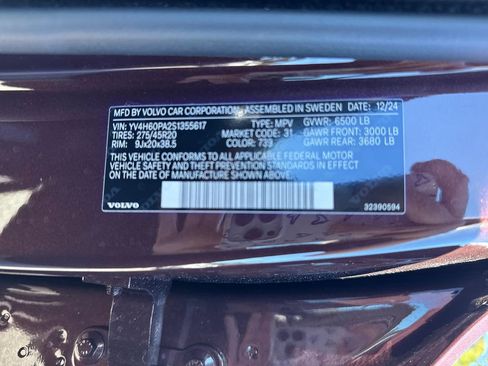 MFD BY VOLVO CAR CORPORATION - ASSEMBLED IN SWEDEN 12/24
VIN: YV4H60PA2S1355617 TYPE: MPV GVWR: 6500 LB
TIRES: 275/45R20 MARKET CODE: 31 GAWR FRONT: 3000 LB
RIM: 9Jx20x38.5 COLOR: 739 GAWR REAR: 3680 LB
THIS VEHICLE CONFORMS TO ALL APPLICABLE FEDERAL MOTOR
VEHICLE SAFETY AND THEFT PREVENTION STANDARDS IN EFFECT
ON THE DATE OF MANUFACTURE SHOWN ABOVE.
VOLVO 32390594